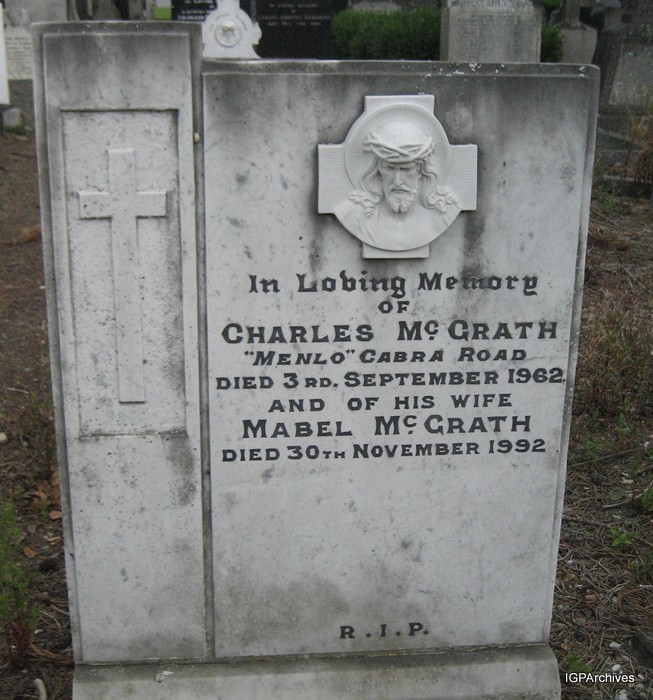 In Loving Memory
OF
CHARLES MCGRATH
"MENLO" CABRA ROAD
DIED 3RD. SEPTEMBER 1962.
AND OF HIS WIFE
MABEL MCGRATH
DIED 30TH NOVEMBER 1992
R.I.P.
IGPArchives